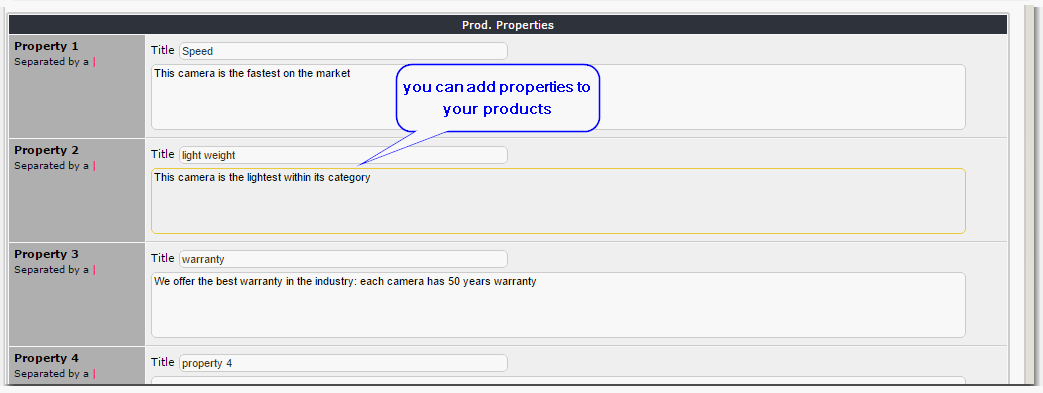 Prod. Properties
Property 1
Separated by a |
Title Speed
This camera is the fastest on the market
you can add properties to
your products
Property 2
Separated by a |
Title light weight
This camera is the lightest within its category
Property 3
Separated by a |
Title warranty
We offer the best warranty in the industry: each camera has 50 years warranty
Property 4
Separated by a |
Title property 4